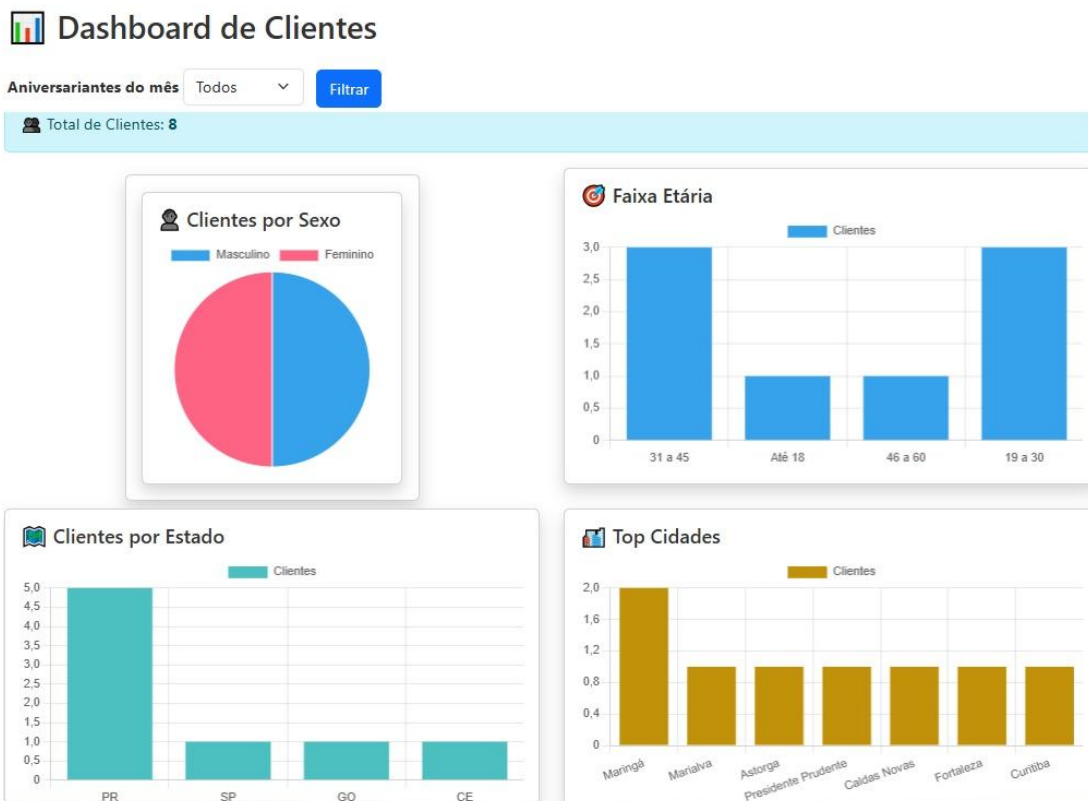 Dashboard de Clientes
Aniversariantes do mês Todos Filtrar
Total de Clientes: 8
Clientes por Sexo
Masculino Feminino
Faixa Etária
Clientes
3,0
2,5
2,0
1,5
1,0
0,5
0
31 a 45 Até 18 46 a 60 19 a 30
Clientes por Estado
Clientes
5,0
4,5
4,0
3,5
3,0
2,5
2,0
1,5
1,0
0,5
0
PR SP GO CE
Top Cidades
Clientes
2,0
1,6
1,2
0,8
0,4
0
Maringá Marialva Astorga Presidente Prudente Caldas Novas Fortaleza Curitiba